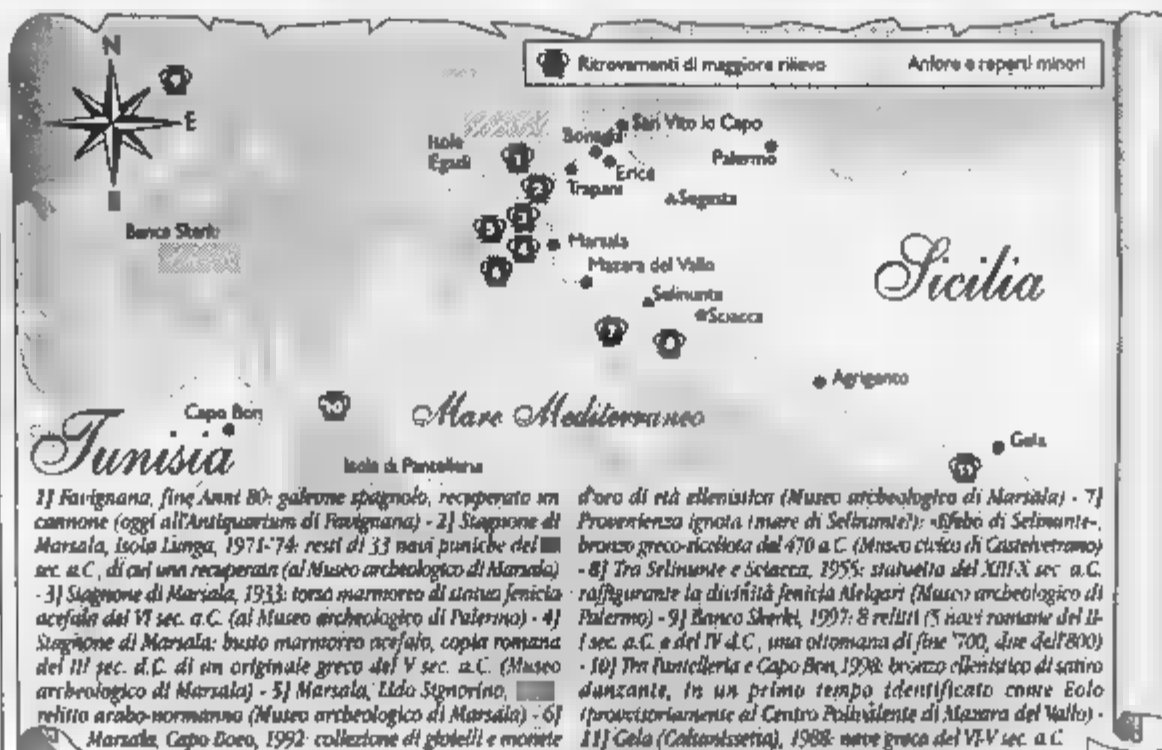 N
9
E
Ritrovamenti di maggiore rilievo
Anfore e reperti minori
San Vito lo Capo
Isole
Egadi
Palermo
1
Erice
2
Trapani
Segesta
Banco Skerki
3
5
Marsala
4
6
Mazara del Vallo
Sicilia
Selinunte
Sciacca
7
8
Agrigento
10
Capo Bon
Mare Mediterraneo
Tunisia
Gela
11
Isola di Pantelleria
1] Favignana, fine Anni 80: galeone spagnolo, recuperato un
cannone (oggi all'Antiquarium di Favignana) - 2] Stagnone di
Marsala, Isola Lunga, 1971-'74: resti di 33 navi puniche del
sec. a.C., di cui una recuperata (al Museo archeologico di Marsala)
- 3] Stagnone di Marsala, 1933: torso marmoreo di statua fenicia
acefala del VI sec. a.C. (al Museo archeologico di Palermo) - 4]
Stagnone di Marsala: busto marmoreo acefalo, copia romana
del III sec. d.C. di un originale greco del V sec. a.C. (Museo
archeologico di Marsala) - 5] Marsala, Lido Signorino,
relitto arabo-normanno (Museo archeologico di Marsala) - 6]
Marsala, Capo Boeo, 1992: collezione di gioielli e monete
d'oro di età ellenistica (Museo archeologico di Marsala) - 7]
Provenienza ignota (mare di Selinunte?): «Efebo di Selinunte»,
bronzo greco-siceliota del 470 a.C. (Museo civico di Castelvetrano)
- 8] Tra Selinunte e Sciacca, 1955: statuetta del XIII-X sec. a.C.
raffigurante la divinità fenicia Melqart (Museo archeologico di
Palermo) - 9] Banco Skerki, 1997: 8 relitti (5 navi romane del II-
I sec. a.C. e del IV d.C., una ottomana di fine '700, due dell'800)
- 10] Tra Pantelleria e Capo Bon, 1998: bronzo ellenistico di satiro
danzante, in un primo tempo identificato come Eolo
(provvisoriamente al Centro Polivalente di Mazara del Vallo) -
11] Gela (Caltanissetta), 1988: nave greca del VI-V sec. a.C.